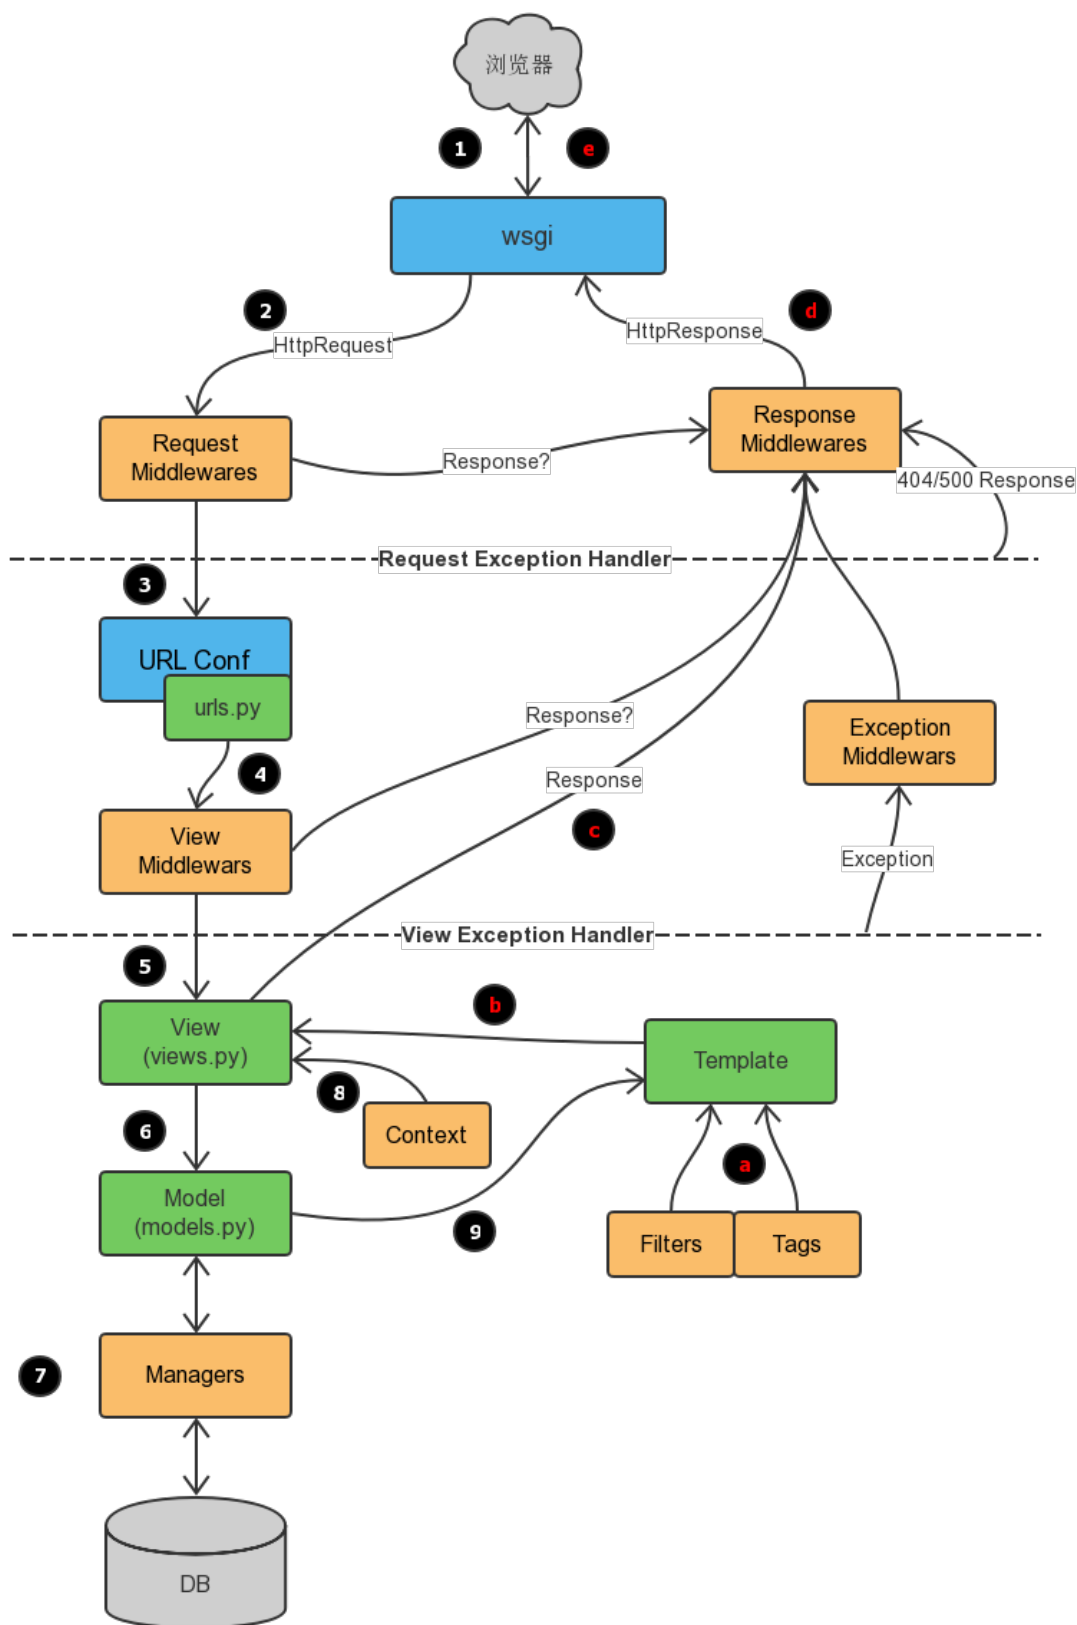 浏览器
1
e
wsgi
2
d
HttpRequest
HttpResponse
Request
Middlewares
Response?
Response
Middlewares
404/500 Response
Request Exception Handler
3
URL Conf
urls.py
4
Response?
Exception
Middlewars
Response
c
View
Middlewars
Exception
View Exception Handler
5
b
View
(views.py)
Template
8
Context
6
a
Model
(models.py)
9
Filters
Tags
7
Managers
DB